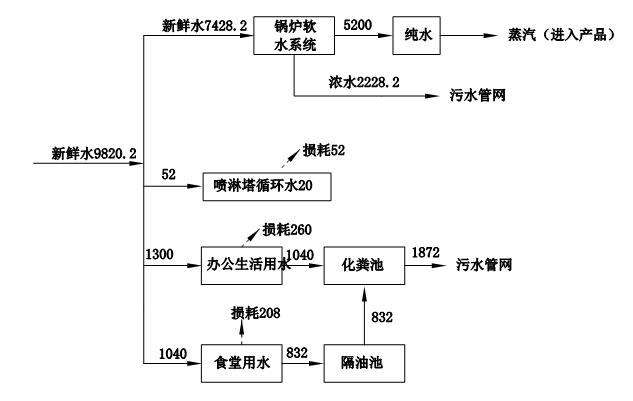 新鲜水7428.2
锅炉软
水系统
5200
纯水
蒸汽（进入产品）
浓水2228.2
污水管网
新鲜水9820.2
损耗52
52
喷淋塔循环水20
损耗260
1300
办公生活用水
1040
化粪池
1872
污水管网
损耗208
832
1040
食堂用水
832
隔油池